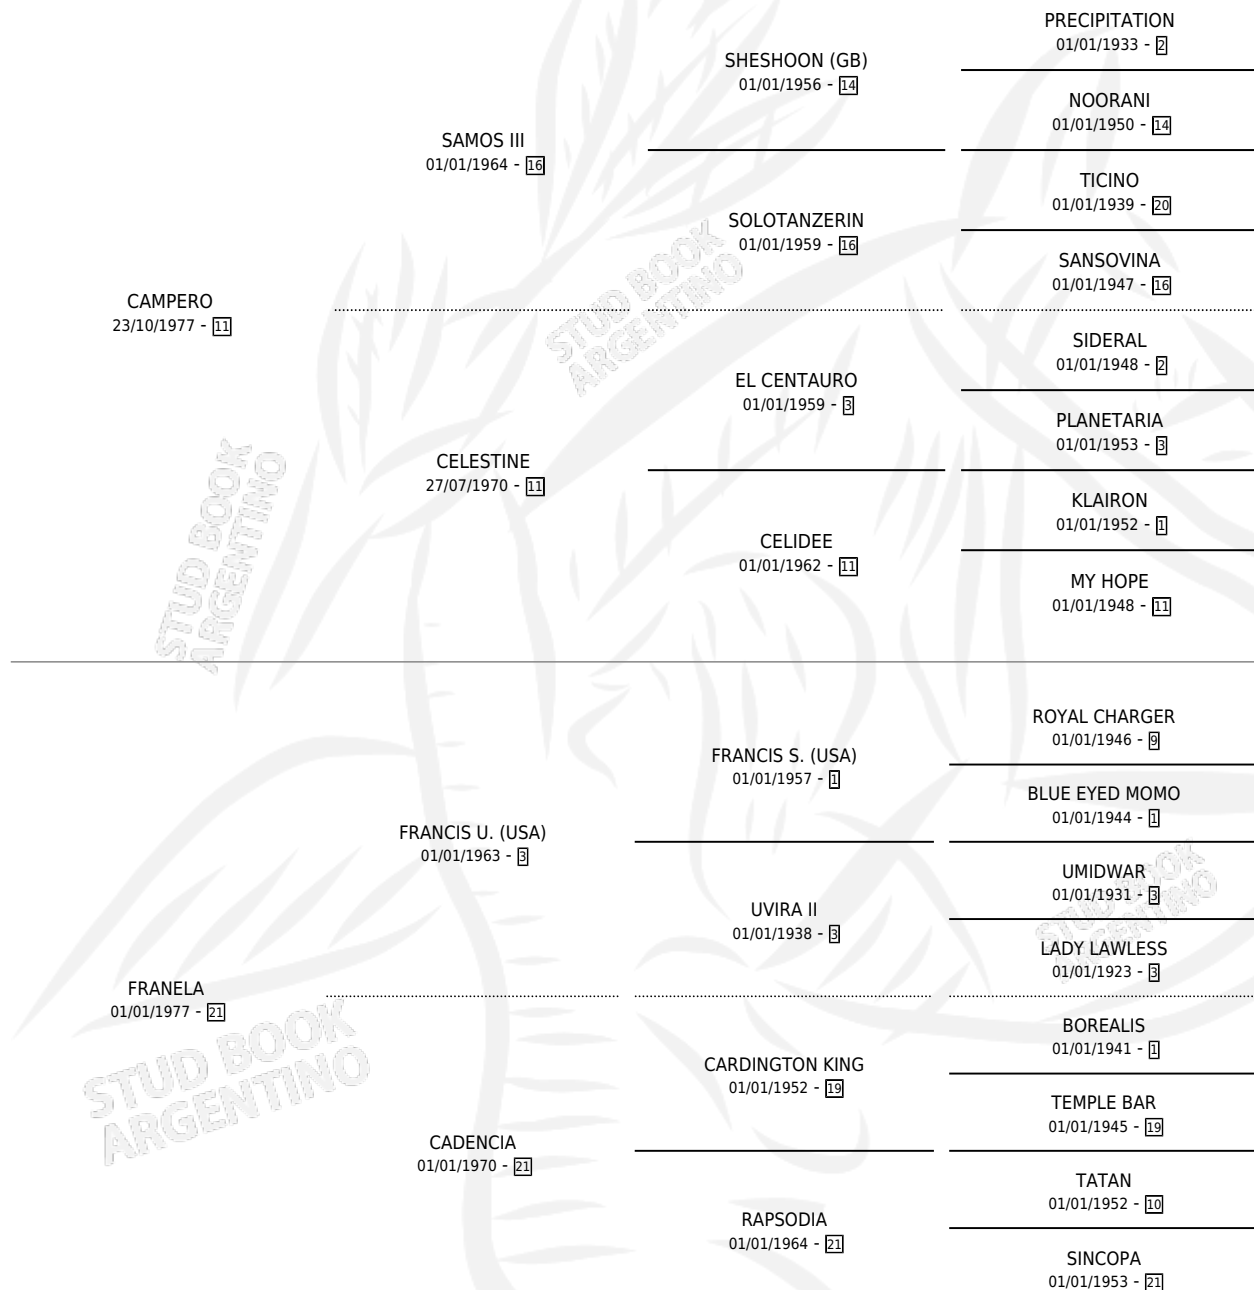 PRECIPITATION
01/01/1933 - 2
SHESHOON (GB)
01/01/1956 - 14
NOORANI
01/01/1950 - 14
SAMOS III
01/01/1964 - 16
TICINO
01/01/1939 - 20
SOLOTANZERIN
01/01/1959 - 16
SANSOVINA
01/01/1947 - 16
CAMPERO
23/10/1977 - 11
SIDERAL
01/01/1948 - 2
EL CENTAURO
01/01/1959 - 3
PLANETARIA
01/01/1953 - 3
CELESTINE
27/07/1970 - 11
KLAIRON
01/01/1952 - 1
CELIDEE
01/01/1962 - 11
MY HOPE
01/01/1948 - 11
ROYAL CHARGER
01/01/1946 - 9
FRANCIS S. (USA)
01/01/1957 - 1
BLUE EYED MOMO
01/01/1944 - 1
FRANCIS U. (USA)
01/01/1963 - 3
UMIDWAR
01/01/1931 - 3
UVIRA II
01/01/1938 - 3
LADY LAWLESS
01/01/1923 - 3
FRANELA
01/01/1977 - 21
BOREALIS
01/01/1941 - 1
CARDINGTON KING
01/01/1952 - 19
TEMPLE BAR
01/01/1945 - 19
CADENCIA
01/01/1970 - 21
TATAN
01/01/1952 - 10
RAPSODIA
01/01/1964 - 21
SINCOPA
01/01/1953 - 21
STUD BOOK
ARGENTINO
STUD BOOK
ARGENTINO
STUD BOOK
ARGENTINO
STUD BOOK
ARGENTINO